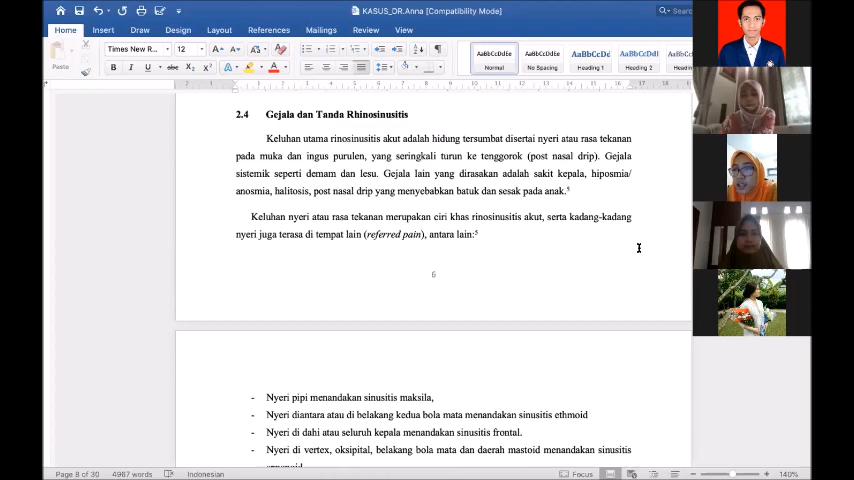 KASUS_DR.Anna [Compatibility Mode]
Home Insert Draw Design Layout References Mailings Review View
Times New R... 12
Paste
AaBbCcDdEe AaBbCcDdEe AaBbCcDd AaBbCcDdEe
Normal No Spacing Heading 1 Heading 2
2.4 Gejala dan Tanda Rhinosinusitis
Keluhan utama rinosinusitis akut adalah hidung tersumbat disertai nyeri atau rasa tekanan
pada muka dan ingus purulen, yang seringkali turun ke tenggorok (post nasal drip). Gejala
sistemik seperti demam dan lesu. Gejala lain yang dirasakan adalah sakit kepala, hiposmia/
anosmia, halitosis, post nasal drip yang menyebabkan batuk dan sesak pada anak.⁵
Keluhan nyeri atau rasa tekanan merupakan ciri khas rinosinusitis akut, serta kadang-kadang
nyeri juga terasa di tempat lain (referred pain), antara lain:⁵
6
- Nyeri pipi menandakan sinusitis maksila,
- Nyeri diantara atau di belakang kedua bola mata menandakan sinusitis ethmoid
- Nyeri di dahi atau seluruh kepala menandakan sinusitis frontal.
- Nyeri di vertex, oksipital, belakang bola mata dan daerah mastoid menandakan sinusitis
Page 8 of 30 4967 words Indonesian Focus 140%